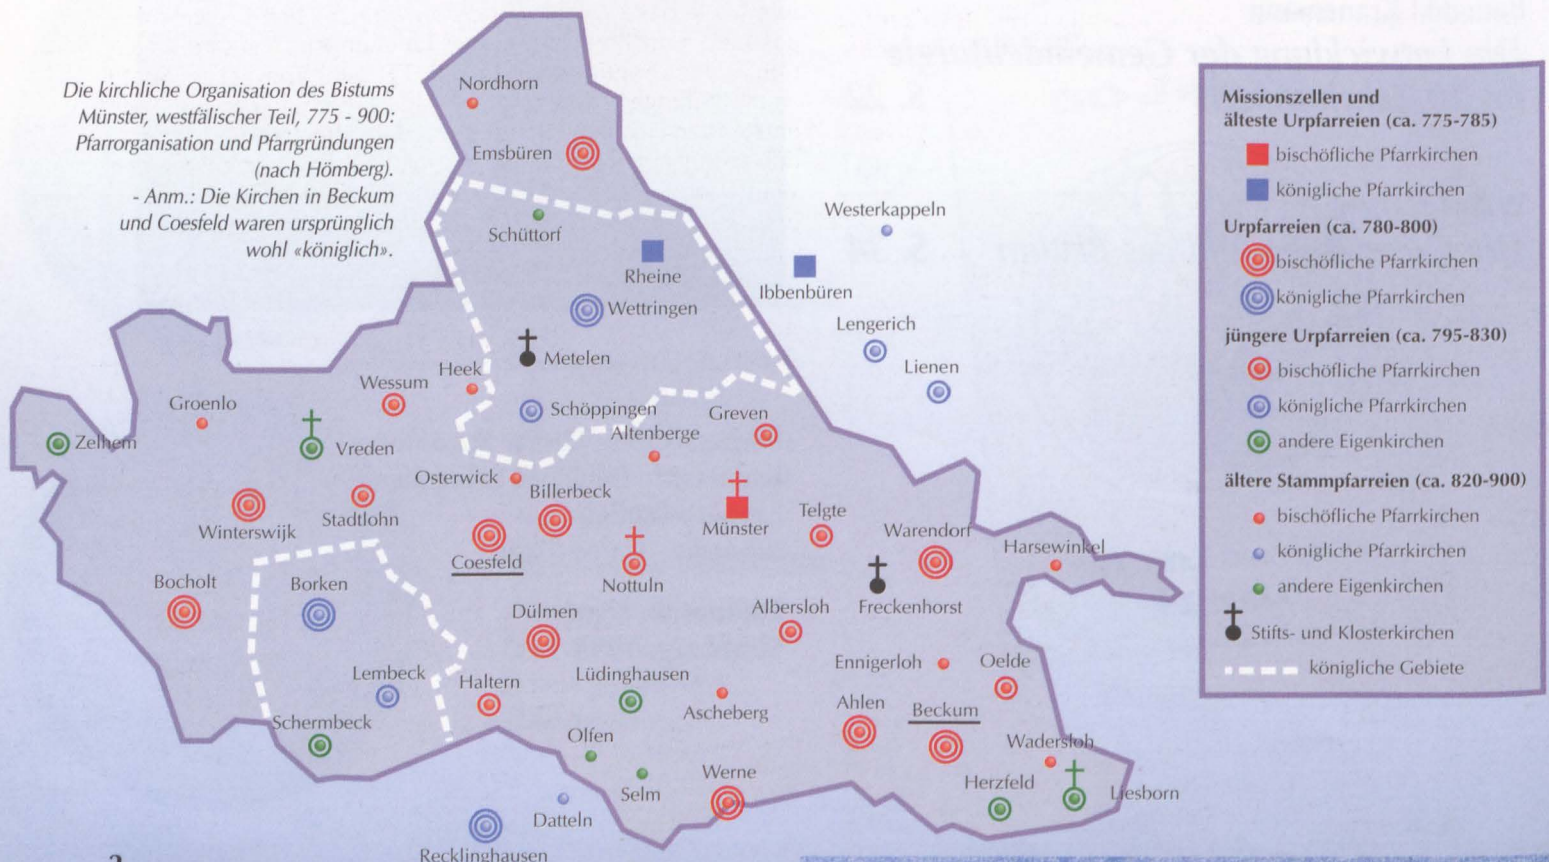 Die kirchliche Organisation des Bistums
Münster, westfälischer Teil, 775 - 900:
Pfarrorganisation und Pfarrgründungen
(nach Hömberg).
- Anm.: Die Kirchen in Beckum
und Coesfeld waren ursprünglich
wohl «königlich».
Nordhorn
Emsbüren
Schüttorf
Rheine
Wettringen
Metelen
Heek
Wessum
Schöppingen
Groenlo
Vreden
Zelhem
Westerkappeln
Ibbenbüren
Lengerich
Lienen
Greven
Altenberge
Osterwick
Billerbeck
Winterswijk
Stadtlohn
Coesfeld
Nottuln
Münster
Telgte
Warendorf
Harsewinkel
Bocholt
Borken
Dülmen
Albersloh
Freckenhorst
Ennigerloh
Oelde
Lembeck
Haltern
Lüdinghausen
Ascheberg
Ahlen
Beckum
Schermbeck
Olfen
Selm
Werne
Wadersloh
Herzfeld
Liesborn
Datteln
Recklinghausen
Missionszellen und
älteste Urpfarreien (ca. 775-785)
bischöfliche Pfarrkirchen
königliche Pfarrkirchen
Urpfarreien (ca. 780-800)
bischöfliche Pfarrkirchen
königliche Pfarrkirchen
jüngere Urpfarreien (ca. 795-830)
bischöfliche Pfarrkirchen
königliche Pfarrkirchen
andere Eigenkirchen
ältere Stammpfarreien (ca. 820-900)
bischöfliche Pfarrkirchen
königliche Pfarrkirchen
andere Eigenkirchen
Stifts- und Klosterkirchen
königliche Gebiete